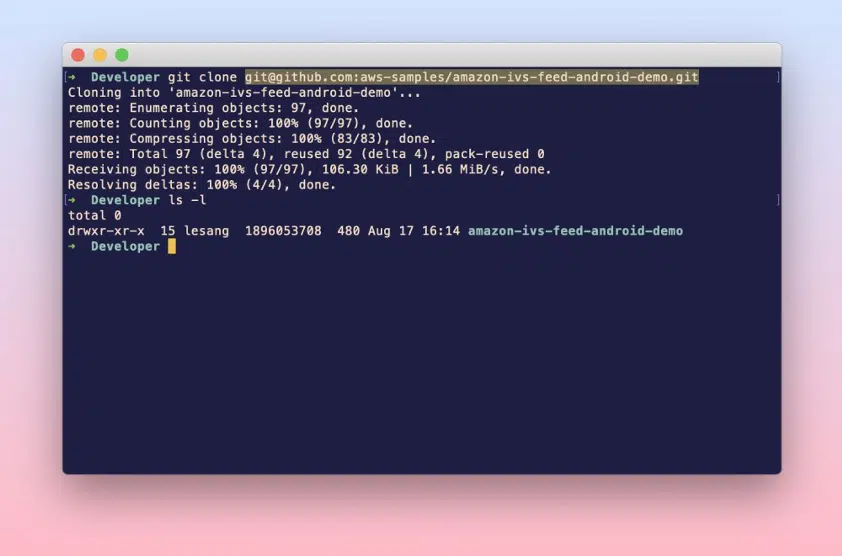 [➜  Developer git clone git@github.com:aws-samples/amazon-ivs-feed-android-demo.git ]
Cloning into 'amazon-ivs-feed-android-demo'...
remote: Enumerating objects: 97, done.
remote: Counting objects: 100% (97/97), done.
remote: Compressing objects: 100% (83/83), done.
remote: Total 97 (delta 4), reused 92 (delta 4), pack-reused 0
Receiving objects: 100% (97/97), 106.30 KiB | 1.66 MiB/s, done.
Resolving deltas: 100% (4/4), done.
[➜  Developer ls -l ]
total 0
drwxr-xr-x  15 lesang  1896053708  480 Aug 17 16:14 amazon-ivs-feed-android-demo
➜  Developer